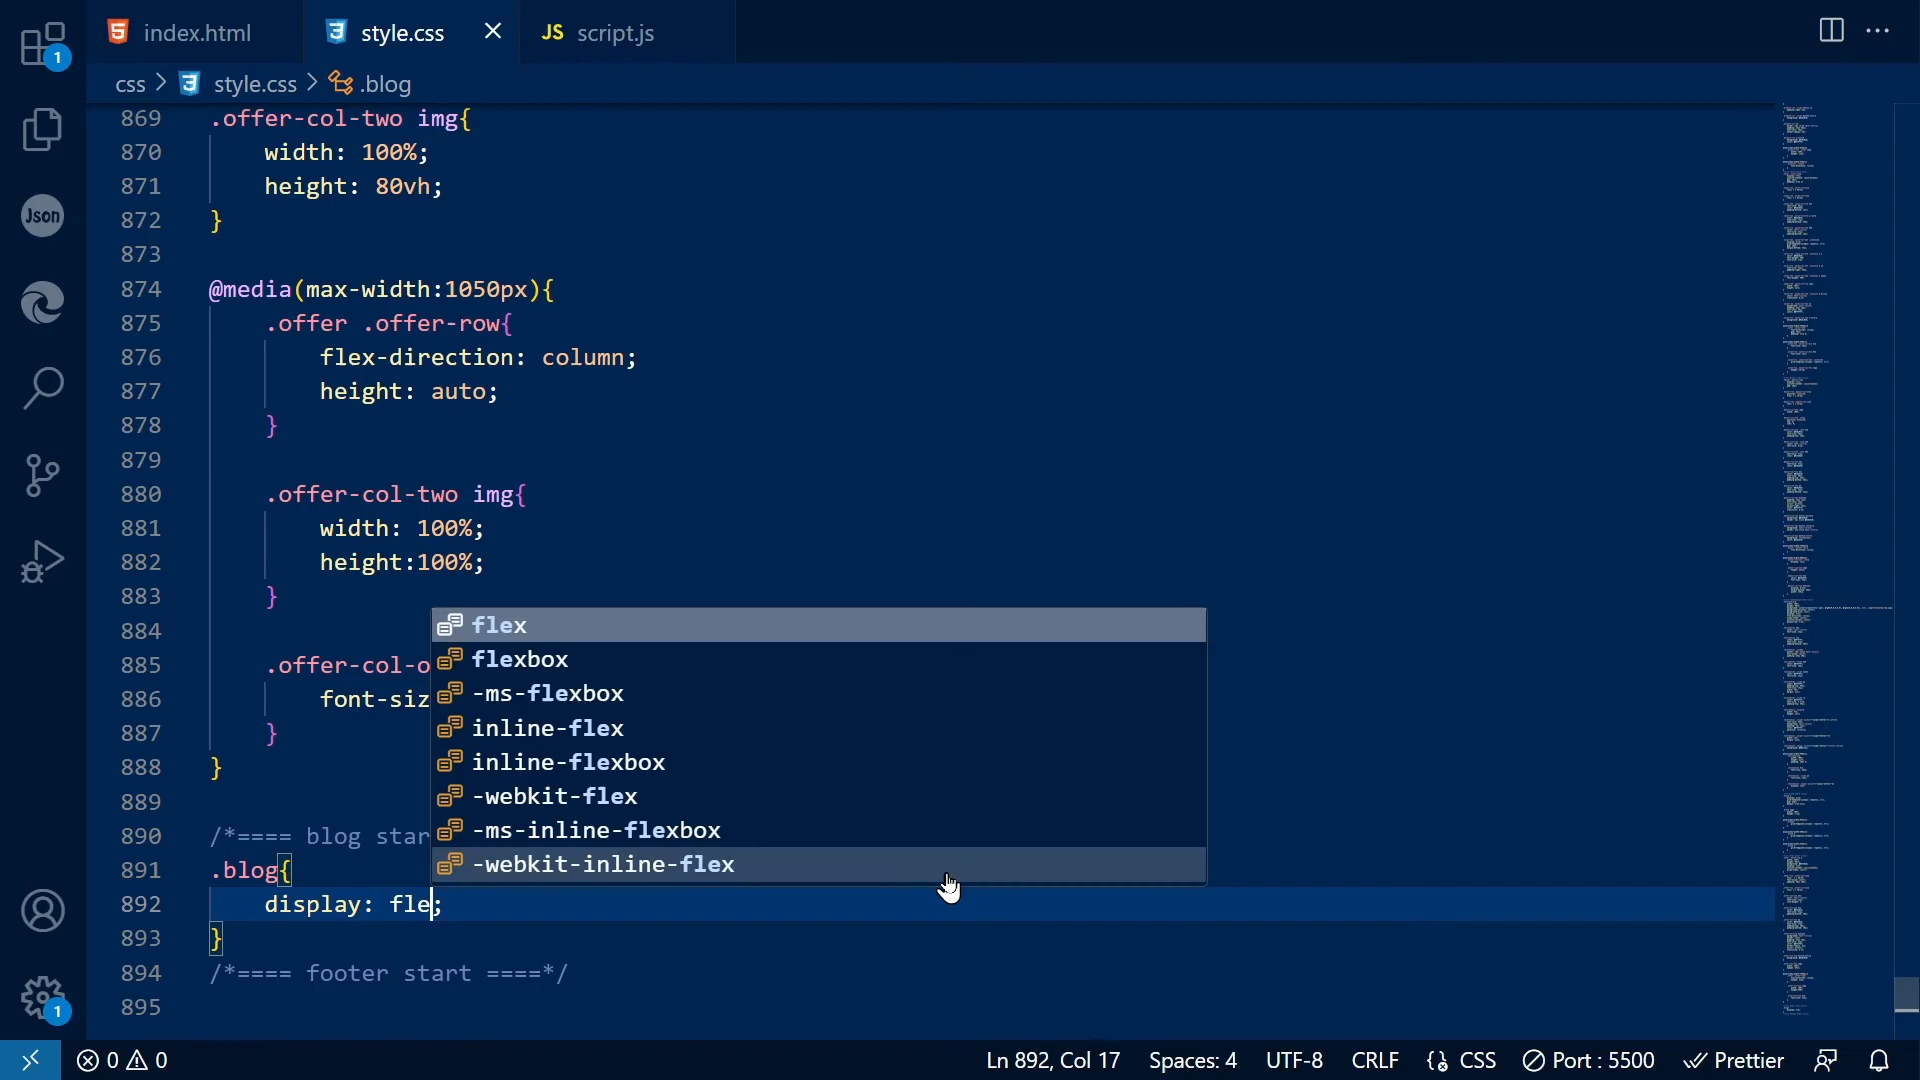 1
index.html
style.css
JS script.js
css > style.css > .blog
Json
869 .offer-col-two img{
870 width: 100%;
871 height: 80vh;
872 }
873
874 @media(max-width:1050px){
875 .offer .offer-row{
876 flex-direction: column;
877 height: auto;
878 }
879
880 .offer-col-two img{
881 width: 100%;
882 height:100%;
883 }
884
885 .offer-col-o
886 font-siz
887 }
888 }
889
890 /*==== blog star
891 .blog{
892 display: fle;
893 }
894 /*==== footer start ====*/
895
flex
flexbox
-ms-flexbox
inline-flex
inline-flexbox
-webkit-flex
-ms-inline-flexbox
-webkit-inline-flex
1
0 0
Ln 892, Col 17
Spaces: 4
UTF-8
CRLF
CSS
Port : 5500
Prettier